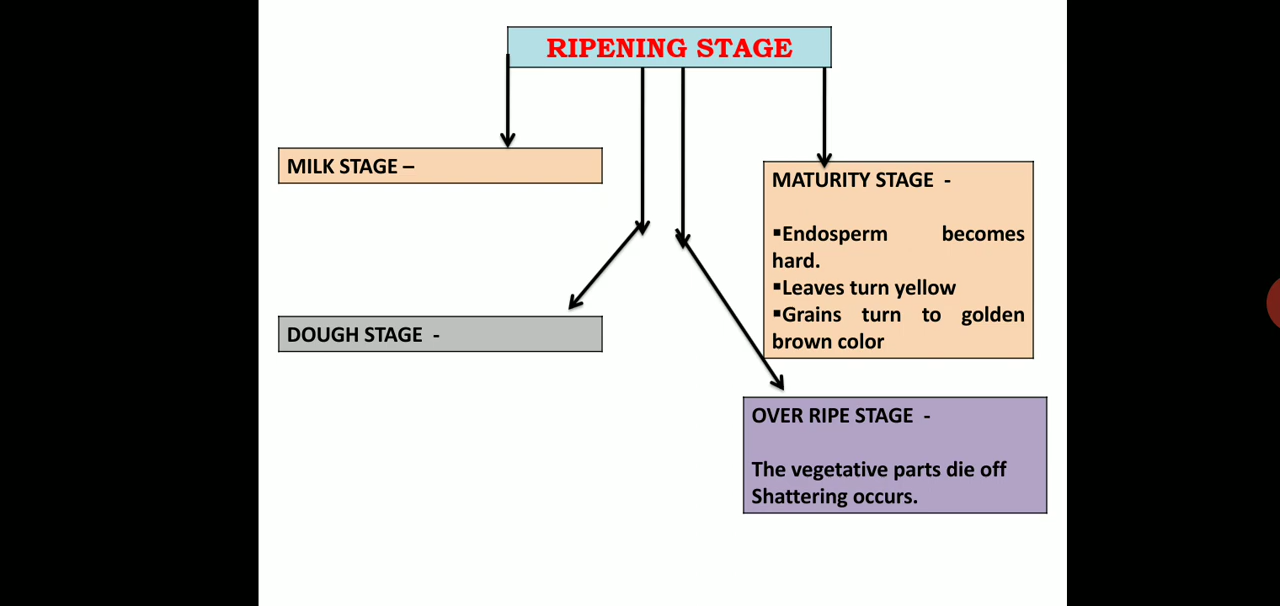 RIPENING STAGE
MILK STAGE –
DOUGH STAGE -
MATURITY STAGE -
▪Endosperm becomes
hard.
▪Leaves turn yellow
▪Grains turn to golden
brown color
OVER RIPE STAGE -
The vegetative parts die off
Shattering occurs.